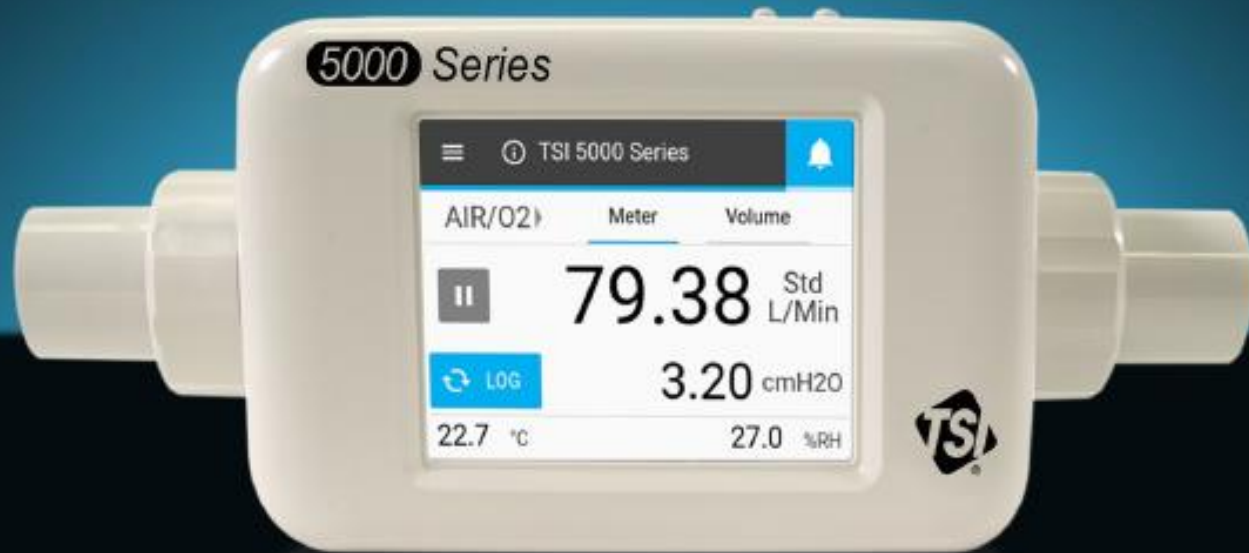 5000 Series
TSI 5000 Series
AIR/O2 Meter Volume
79.38 Std L/Min
LOG 3.20 cmH2O
22.7 °C 27.0 %RH
TSI